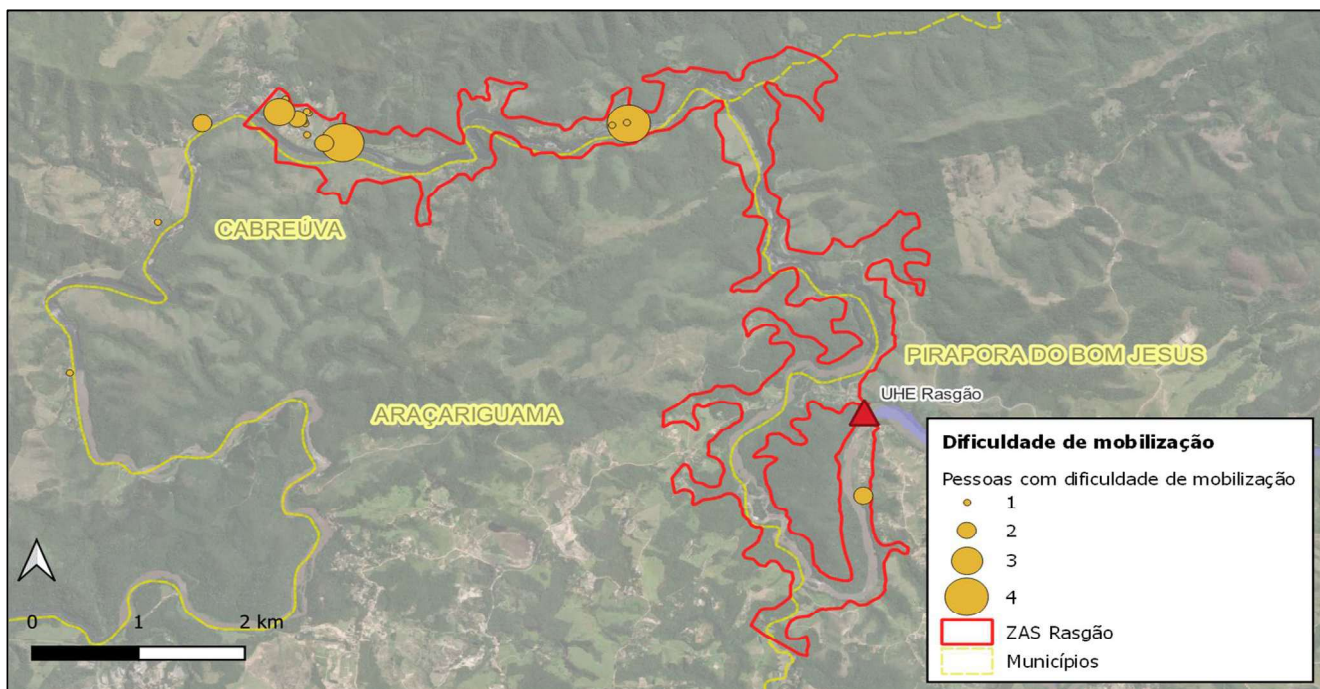 CABREÚVA
PIRAPORA DO BOM JESUS
UHE Rasgão
ARAÇARIGUAMA
Dificuldade de mobilização
Pessoas com dificuldade de mobilização
1
2
3
4
ZAS Rasgão
Municípios
0 1 2 km